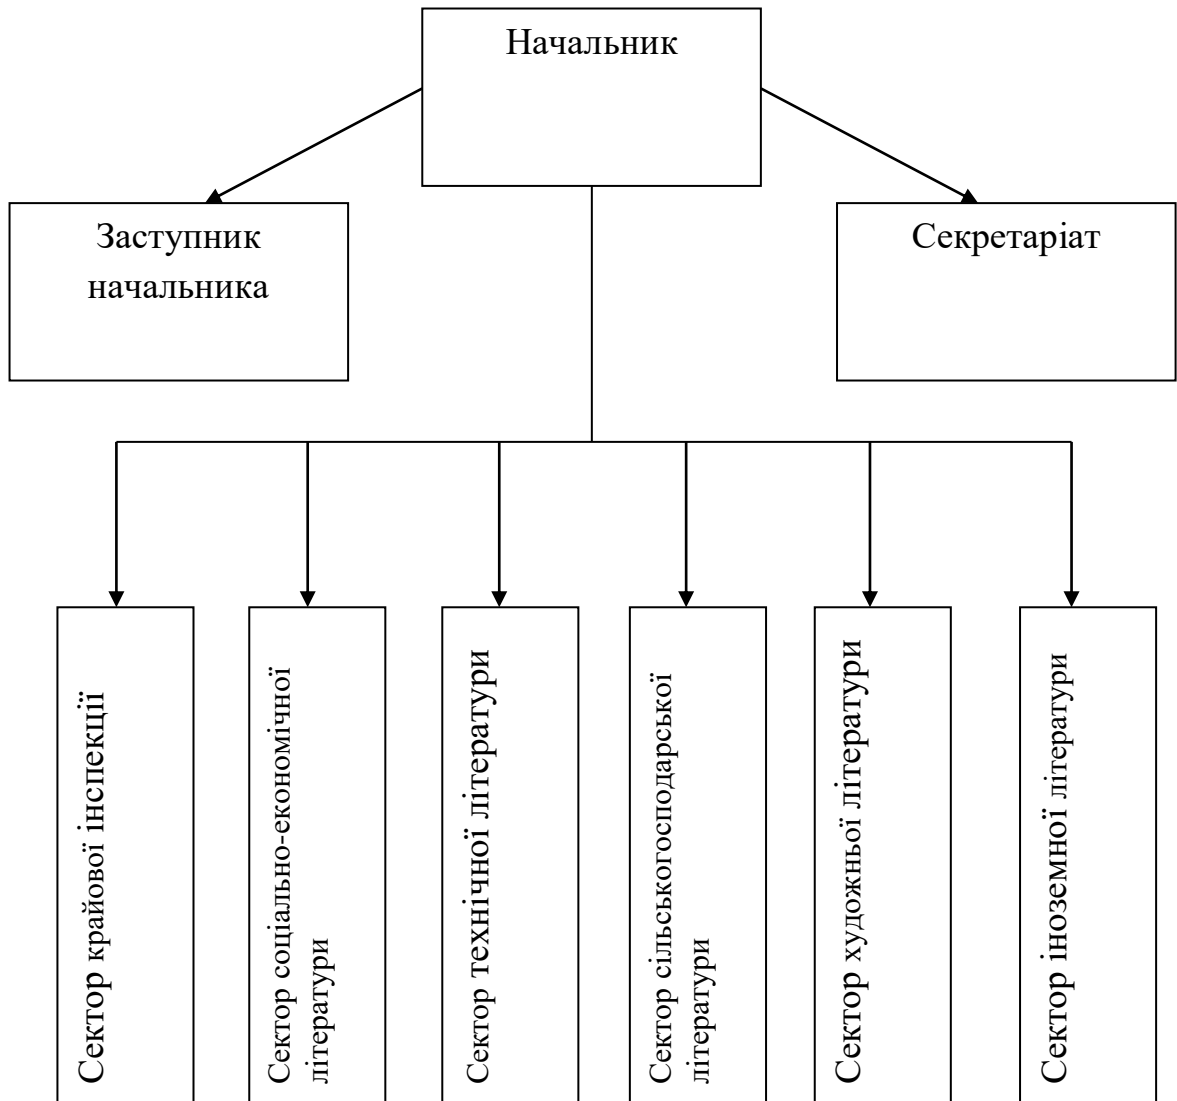 Начальник
Заступник
начальника
Секретаріат
Сектор крайової інспекції
Сектор соціально-економічної
літератури
Сектор технічної літератури
Сектор сільськогосподарської
літератури
Сектор художньої літератури
Сектор іноземної літератури